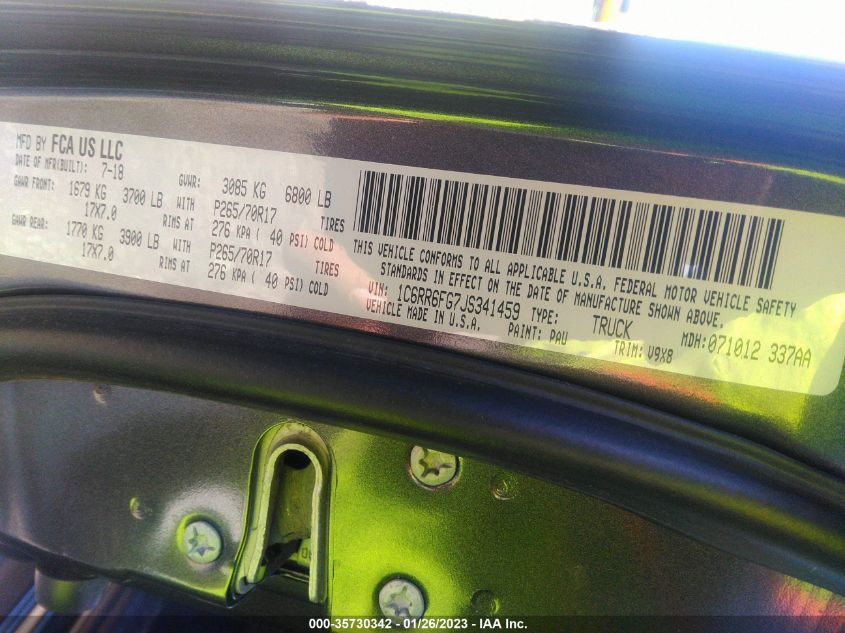 MFD BY FCA US LLC
DATE OF MFR(BUILT): 7-18 GVWR: 3085 KG 6800 LB
GAWR FRONT: 1679 KG 3700 LB WITH P265/70R17 TIRES
17X7.0 RIMS AT 276 KPA ( 40 PSI) COLD
GAWR REAR: 1770 KG 3900 LB WITH P265/70R17 TIRES
17X7.0 RIMS AT 276 KPA ( 40 PSI) COLD
THIS VEHICLE CONFORMS TO ALL APPLICABLE U.S.A. FEDERAL MOTOR VEHICLE SAFETY
STANDARDS IN EFFECT ON THE DATE OF MANUFACTURE SHOWN ABOVE.
VIN: 1C6RR6FG7JS341459 TYPE: TRUCK MDH:071012 337AA
VEHICLE MADE IN U.S.A. PAINT: PAU TRIM: V9X8
000-35730342 | 01/26/2023 - IAA Inc.